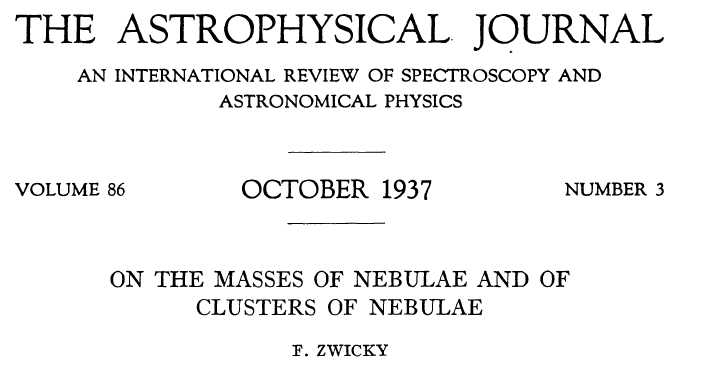 THE ASTROPHYSICAL JOURNAL
AN INTERNATIONAL REVIEW OF SPECTROSCOPY AND
ASTRONOMICAL PHYSICS
VOLUME 86 OCTOBER 1937 NUMBER 3
ON THE MASSES OF NEBULAE AND OF
CLUSTERS OF NEBULAE
F. ZWICKY